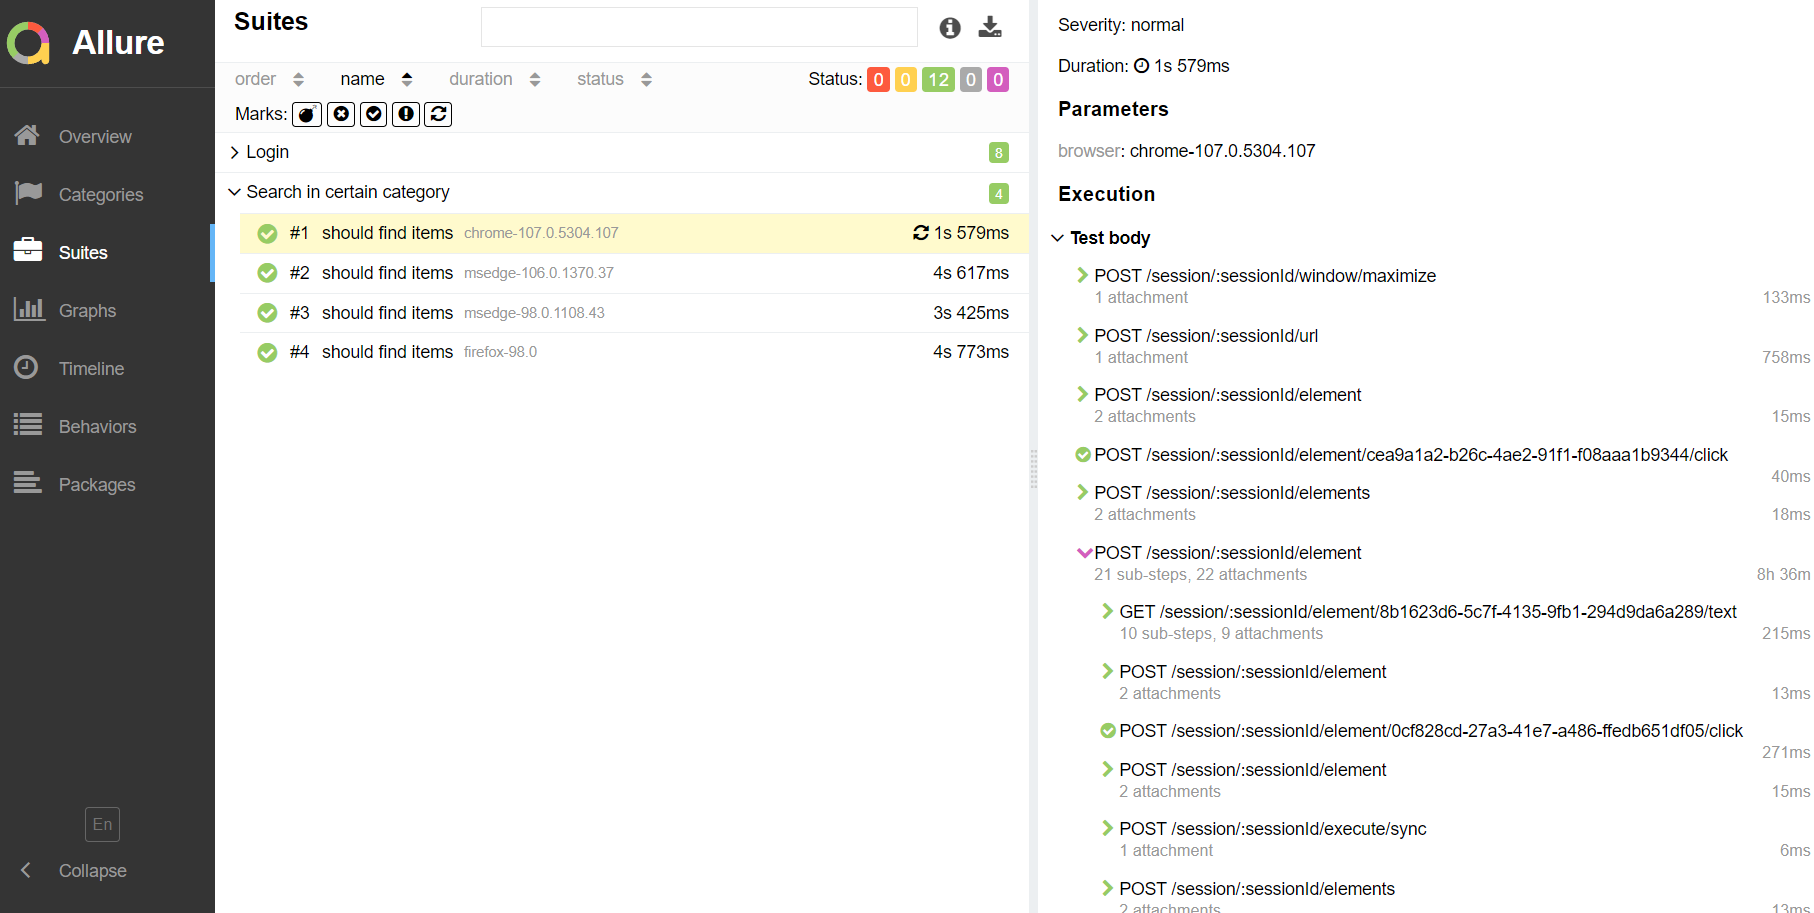 Allure
Overview
Categories
Suites
Graphs
Timeline
Behaviors
Packages
En
Collapse
Suites
order name duration status Status: 0 0 12 0 0
Marks:
Login 8
Search in certain category 4
#1 should find items chrome-107.0.5304.107 1s 579ms
#2 should find items msedge-106.0.1370.37 4s 617ms
#3 should find items msedge-98.0.1108.43 3s 425ms
#4 should find items firefox-98.0 4s 773ms
Severity: normal
Duration: 1s 579ms
Parameters
browser: chrome-107.0.5304.107
Execution
Test body
POST /session/:sessionId/window/maximize
1 attachment 133ms
POST /session/:sessionId/url
1 attachment 758ms
POST /session/:sessionId/element
2 attachments 15ms
POST /session/:sessionId/element/cea9a1a2-b26c-4ae2-91f1-f08aaa1b9344/click
40ms
POST /session/:sessionId/elements
2 attachments 18ms
POST /session/:sessionId/element
21 sub-steps, 22 attachments 8h 36m
GET /session/:sessionId/element/8b1623d6-5c7f-4135-9fb1-294d9da6a289/text
10 sub-steps, 9 attachments 215ms
POST /session/:sessionId/element
2 attachments 13ms
POST /session/:sessionId/element/0cf828cd-27a3-41e7-a486-ffedb651df05/click
271ms
POST /session/:sessionId/element
2 attachments 15ms
POST /session/:sessionId/execute/sync
1 attachment 6ms
POST /session/:sessionId/elements
2 attachments 13ms